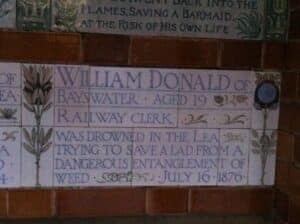 WENT BACK INTO THE
FLAMES, SAVING A BARMAID,
AT THE RISK OF HIS OWN LIFE
WILLIAM DONALD OF
BAYSWATER · AGED 19
RAILWAY CLERK
WAS DROWNED IN THE LEA
TRYING TO SAVE A LAD FROM A
DANGEROUS ENTANGLEMENT OF
WEED · JULY 16 · 1876